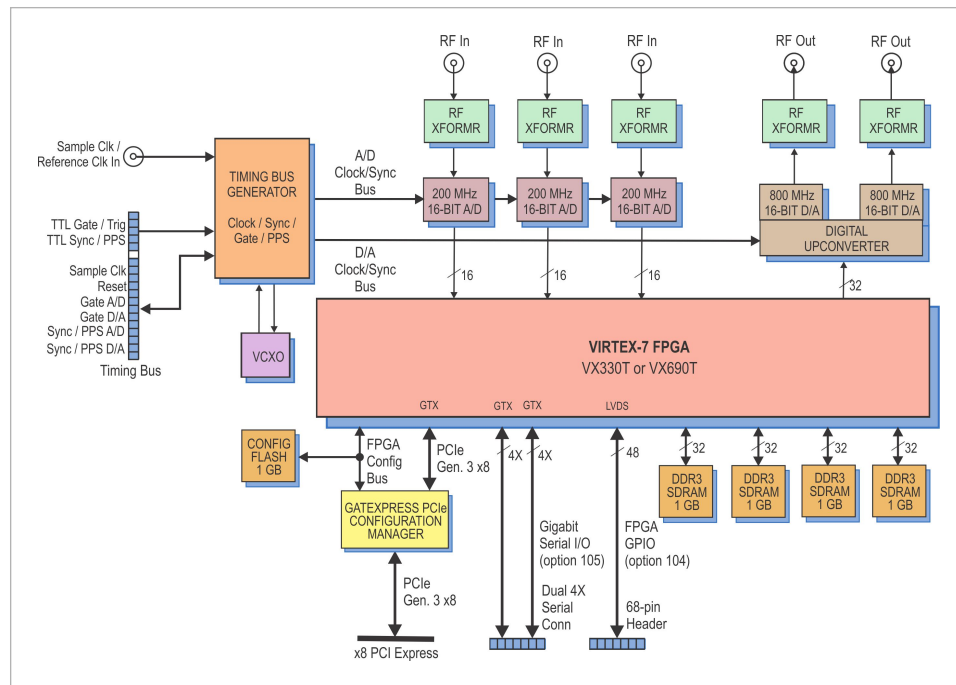 RF In
RF In
RF In
RF Out
RF Out
RF
XFORMR
RF
XFORMR
RF
XFORMR
RF
XFORMR
RF
XFORMR
Sample Clk /
Reference Clk In
TIMING BUS
GENERATOR
Clock / Sync /
Gate / PPS
A/D
Clock/Sync
Bus
200 MHz
16-BIT A/D
200 MHz
16-BIT A/D
200 MHz
16-BIT A/D
800 MHz
16-BIT D/A
800 MHz
16-BIT D/A
DIGITAL
UPCONVERTER
TTL Gate / Trig
TTL Sync / PPS
Sample Clk
Reset
Gate A/D
Gate D/A
Sync / PPS A/D
Sync / PPS D/A
Timing Bus
D/A
Clock/Sync
Bus
16
16
16
32
VCXO
VIRTEX-7 FPGA
VX330T or VX690T
GTX
GTX
GTX
LVDS
CONFIG
FLASH
1 GB
FPGA
Config
Bus
PCIe
Gen. 3 x8
4X
4X
48
32
32
32
32
DDR3
SDRAM
1 GB
DDR3
SDRAM
1 GB
DDR3
SDRAM
1 GB
DDR3
SDRAM
1 GB
GATEXPRESS PCIe
CONFIGURATION
MANAGER
Gigabit
Serial I/O
(option 105)
FPGA
GPIO
(option 104)
PCIe
Gen. 3 x8
Dual 4X
Serial
Conn
68-pin
Header
x8 PCI Express